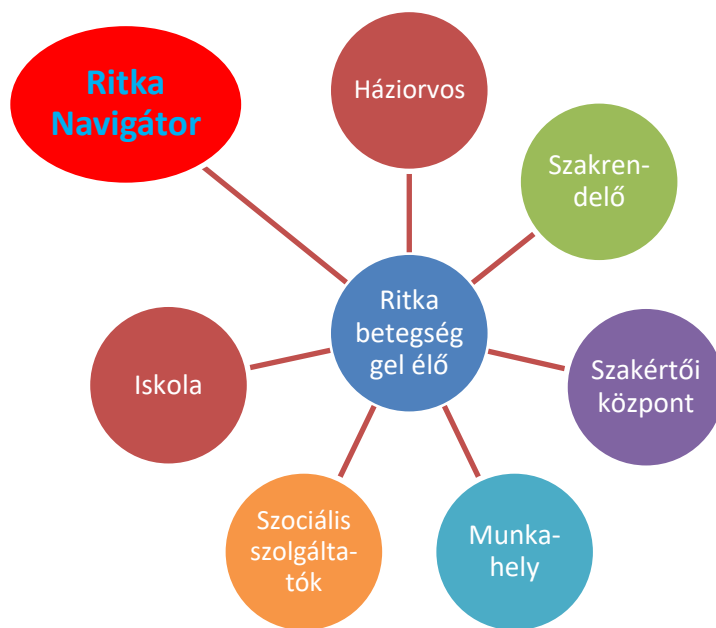 Ritka
Navigátor
Háziorvos
Szakren-
delő
Ritka
betegség
gel élő
Szakértői
központ
Munka-
hely
Szociális
szolgálta-
tók
Iskola